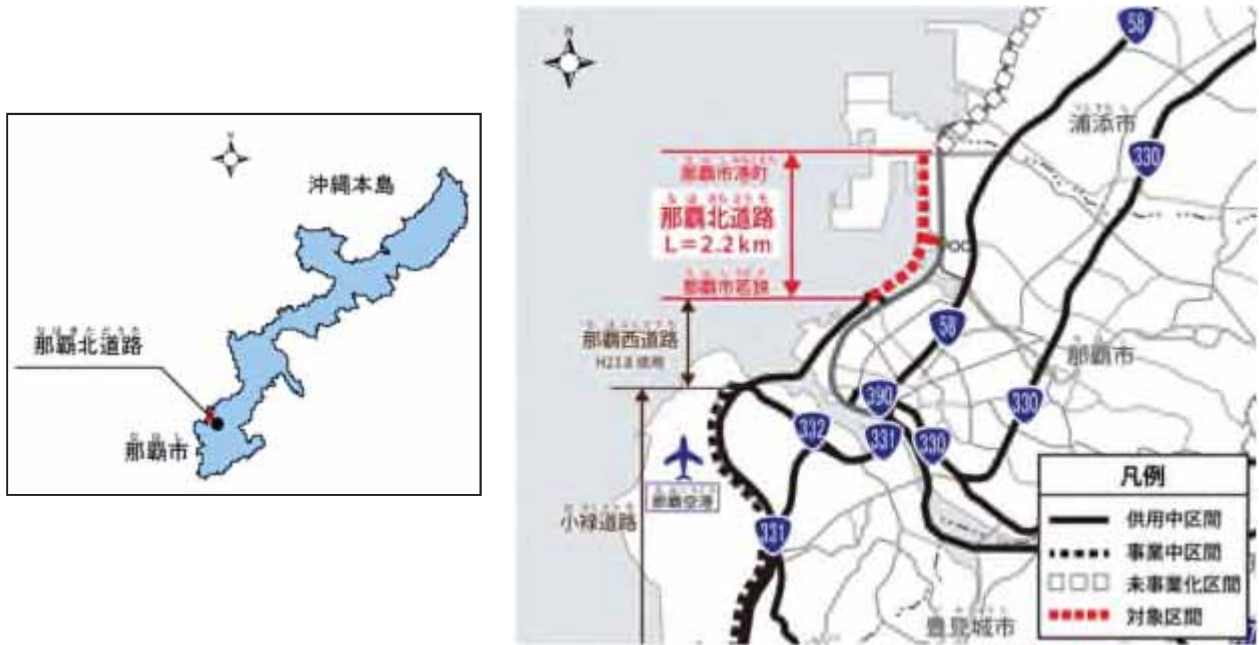 N
沖縄本島
那覇北道路
那覇市
N
58
浦添市
330
那覇市港町
那覇北道路
L=2.2km
那覇市若狭
那覇西道路
58
那覇市
390
330
332
331
330
那覇空港
小禄道路
331
豊見城市
凡例
供用中区間
事業中区間
未事業化区間
対象区間